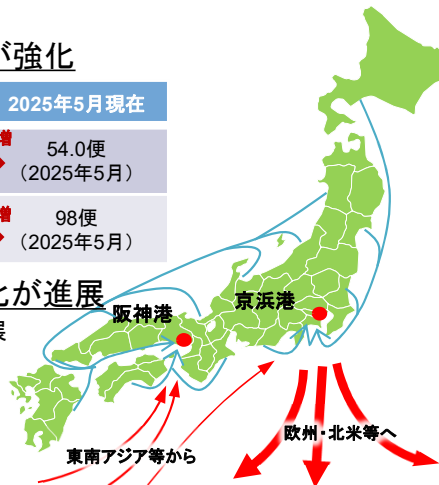 が強化
2025年5月現在
増
54.0便
（2025年5月）
増
98便
（2025年5月）
化が進展
展
阪神港
京浜港
東南アジア等から
欧州・北米等へ